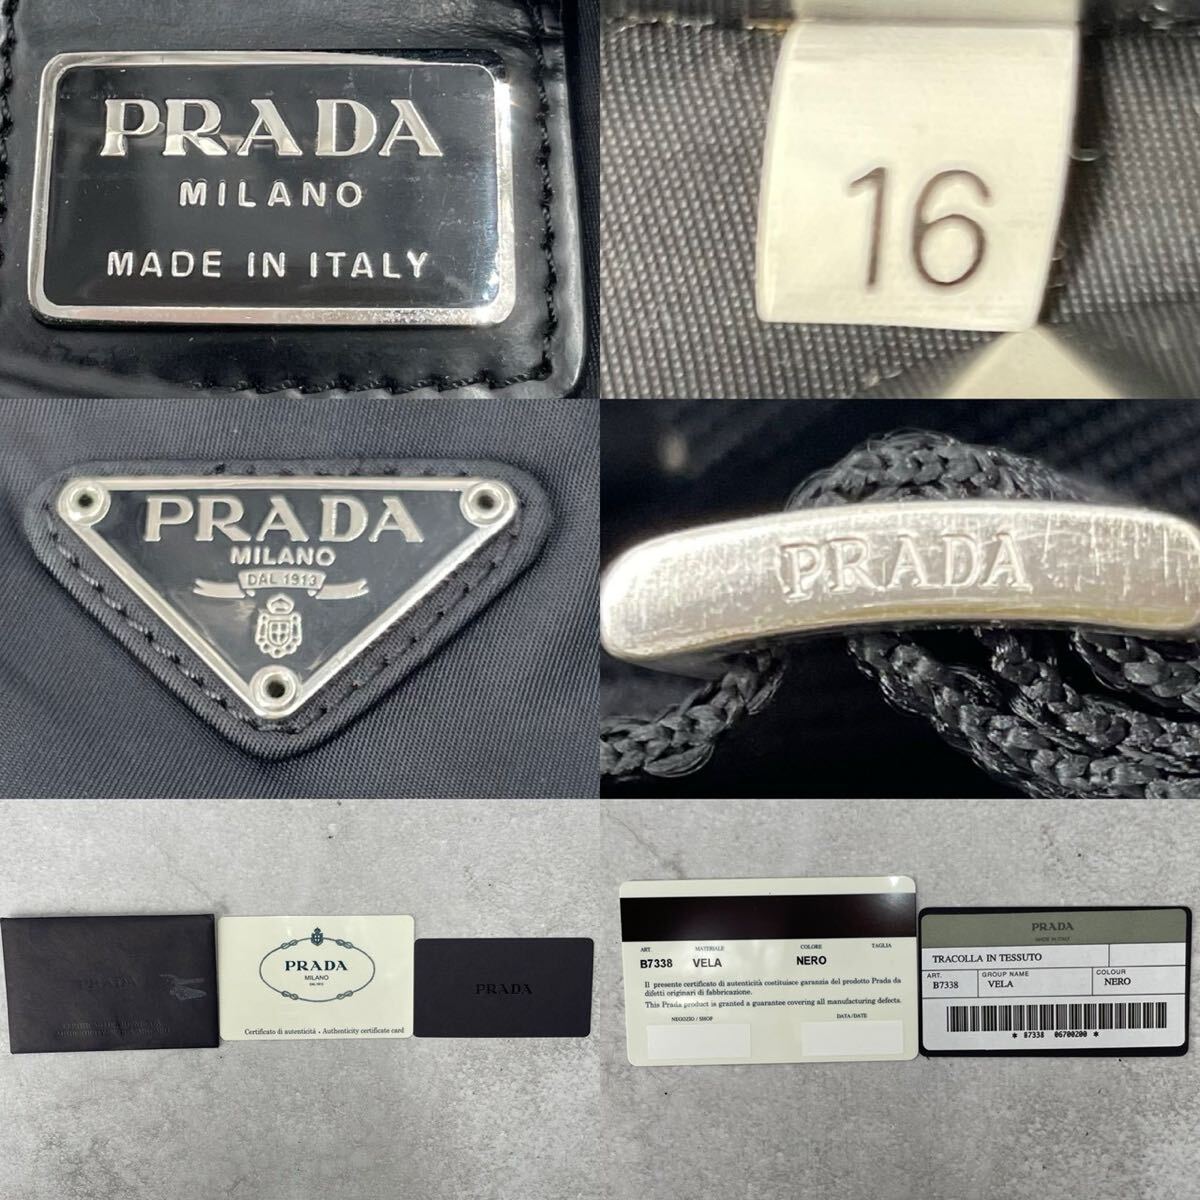 PRADA
MILANO
MADE IN ITALY
16
PRADA
MILANO
DAL 1913
PRADA
PRADA
PRADA
MILANO
DAL 1913
Certificato di autenticità - Authenticity certificate card
PRADA
ART. MATERIALE COLORE TAGLIA
B7338 VELA NERO
Il presente certificato di autenticità costituisce garanzia del prodotto Prada da
difetti originari di fabbricazione.
This Prada product is granted a guarantee covering all manufacturing defects.
NEGOZIO / SHOP DATA/DATE
PRADA
MADE IN ITALY
TRACOLLA IN TESSUTO
ART. GROUP NAME COLOUR
B7338 VELA NERO
* B7338 06700200 *